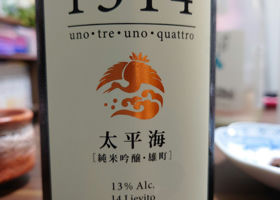 1314
uno・tre・uno・quattro
太平海
[純米吟醸・雄町]
13% Alc.
14 Lievito